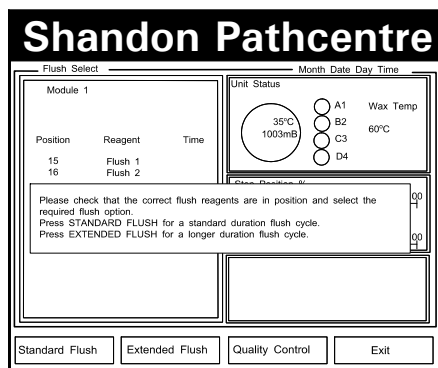 Shandon Pathcentre
Flush Select
Month Date Day Time
Module 1
Position Reagent Time
15 Flush 1
16 Flush 2
Unit Status
35°C
1003mB
A1
B2
C3
D4
Wax Temp
60°C
Please check that the correct flush reagents are in position and select the
required flush option.
Press STANDARD FLUSH for a standard duration flush cycle.
Press EXTENDED FLUSH for a longer duration flush cycle.
Standard Flush
Extended Flush
Quality Control
Exit